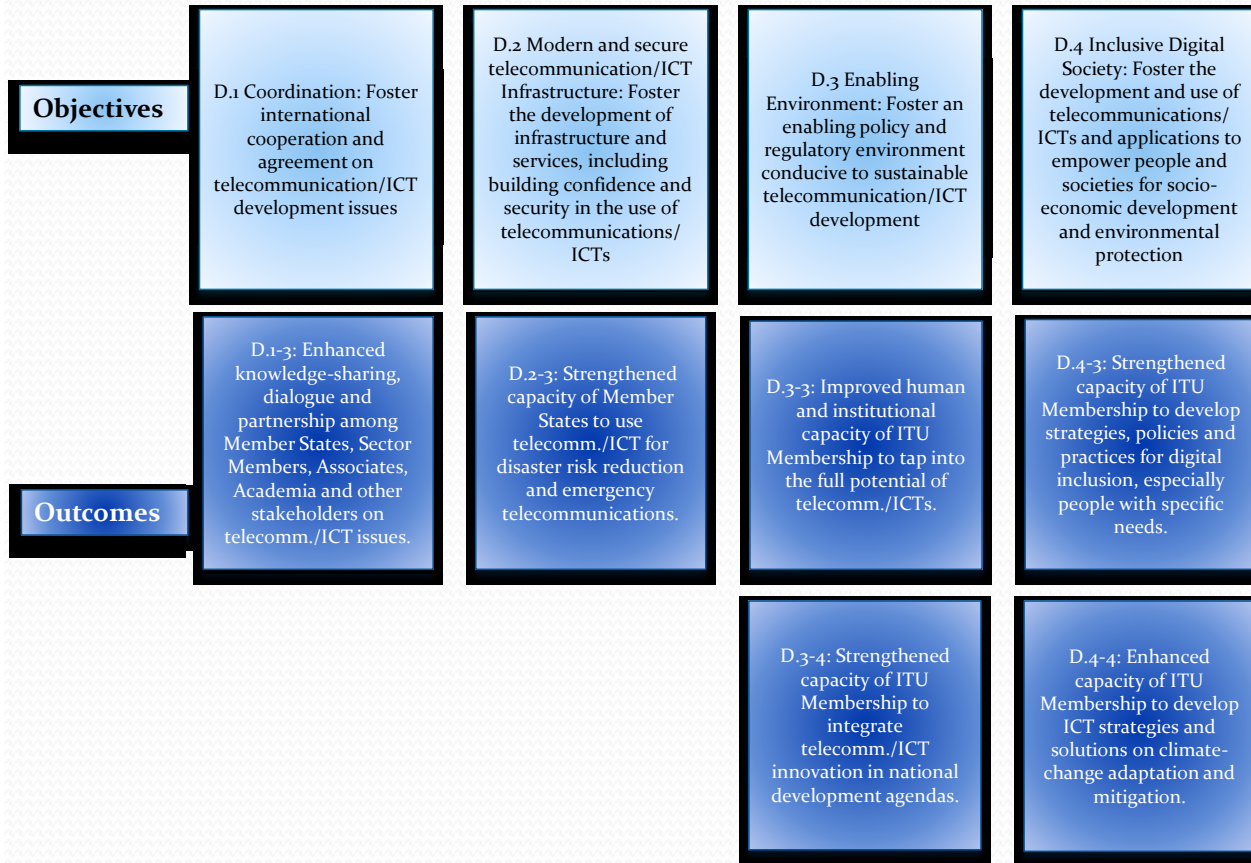 Objectives
D.1 Coordination: Foster
international
cooperation and
agreement on
telecommunication/ICT
development issues
D.2 Modern and secure
telecommunication/ICT
Infrastructure: Foster
the development of
infrastructure and
services, including
building confidence and
security in the use of
telecommunications/
ICTs
D.3 Enabling
Environment: Foster an
enabling policy and
regulatory environment
conducive to sustainable
telecommunication/ICT
development
D.4 Inclusive Digital
Society: Foster the
development and use of
telecommunications/
ICTs and applications to
empower people and
societies for socio-
economic development
and environmental
protection
Outcomes
D.1-3: Enhanced
knowledge-sharing,
dialogue and
partnership among
Member States, Sector
Members, Associates,
Academia and other
stakeholders on
telecomm./ICT issues.
D.2-3: Strengthened
capacity of Member
States to use
telecomm./ICT for
disaster risk reduction
and emergency
telecommunications.
D.3-3: Improved human
and institutional
capacity of ITU
Membership to tap into
the full potential of
telecomm./ICTs.
D.4-3: Strengthened
capacity of ITU
Membership to develop
strategies, policies and
practices for digital
inclusion, especially
people with specific
needs.
D.3-4: Strengthened
capacity of ITU
Membership to
integrate
telecomm./ICT
innovation in national
development agendas.
D.4-4: Enhanced
capacity of ITU
Membership to develop
ICT strategies and
solutions on climate-
change adaptation and
mitigation.